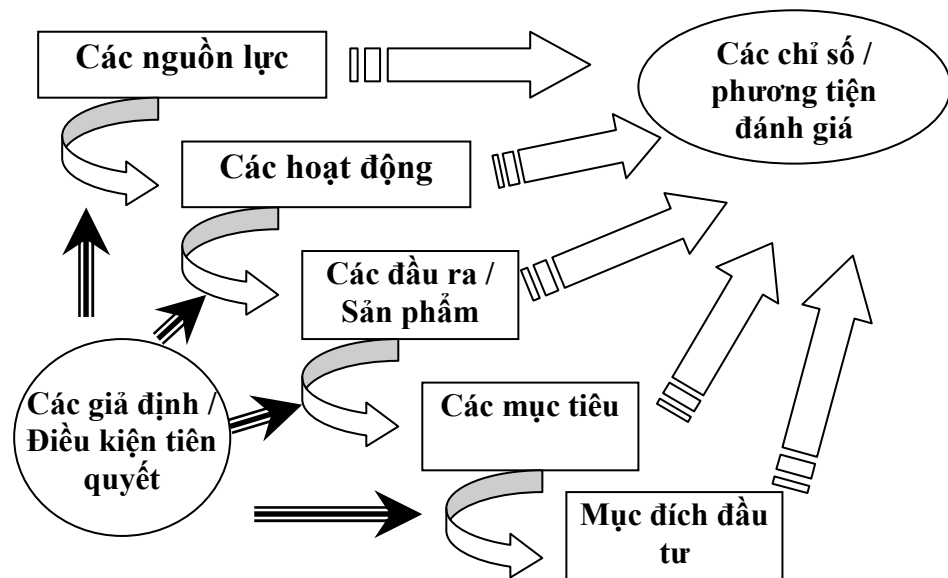 Các nguồn lực
Các chỉ số /
phương tiện
đánh giá
Các hoạt động
Các đầu ra /
Sản phẩm
Các giả định /
Điều kiện tiên
quyết
Các mục tiêu
Mục đích đầu
tư